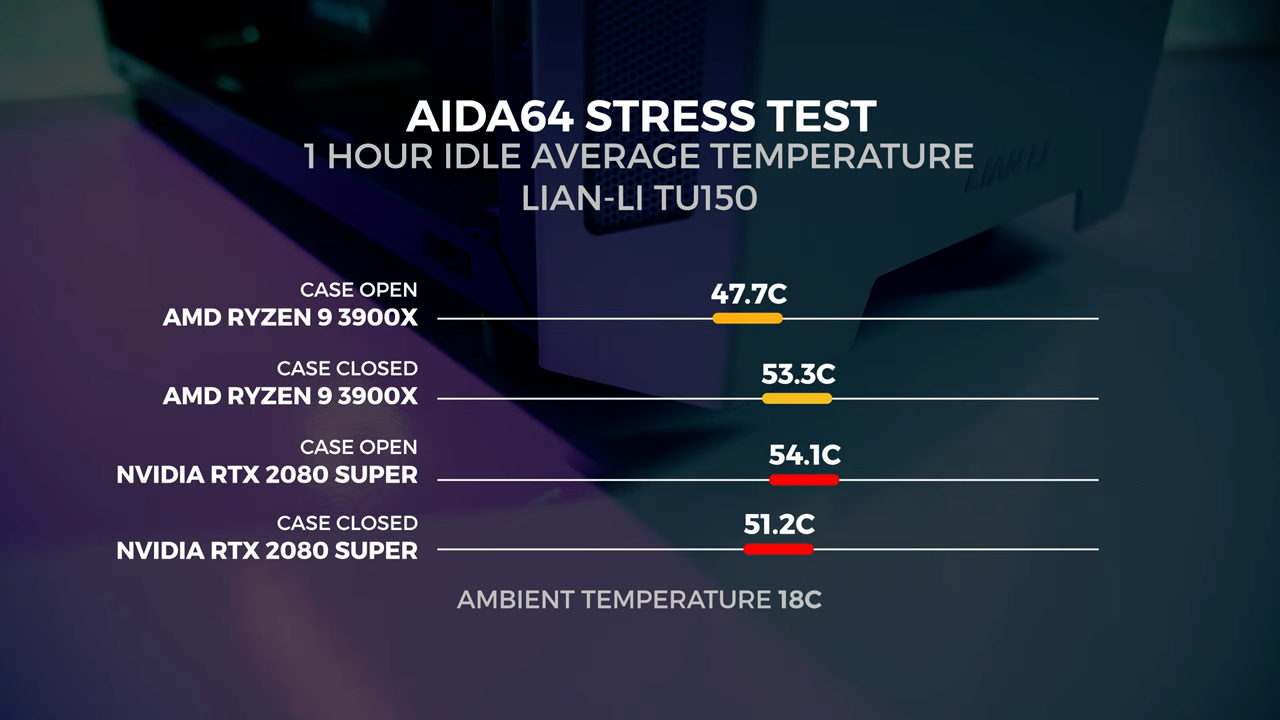 AIDA64 STRESS TEST
1 HOUR IDLE AVERAGE TEMPERATURE
LIAN-LI TU150
LIAN LI
CASE OPEN
AMD RYZEN 9 3900X
47.7C
CASE CLOSED
AMD RYZEN 9 3900X
53.3C
CASE OPEN
NVIDIA RTX 2080 SUPER
54.1C
CASE CLOSED
NVIDIA RTX 2080 SUPER
51.2C
AMBIENT TEMPERATURE 18C